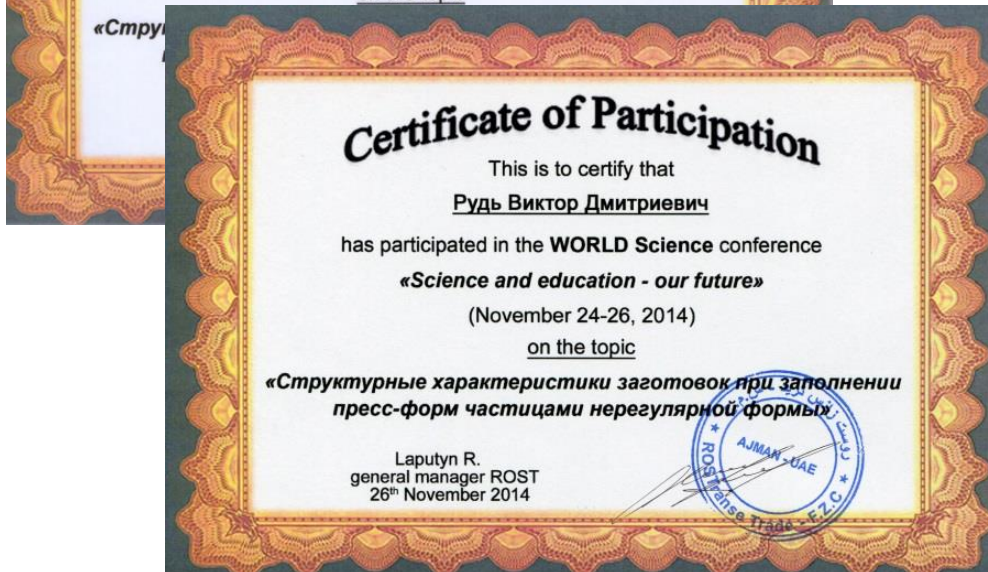 «Стру
Certificate of Participation
This is to certify that
Рудь Виктор Дмитриевич
has participated in the WORLD Science conference
«Science and education - our future»
(November 24-26, 2014)
on the topic
«Структурные характеристики заготовок при заполнении
пресс-форм частицами нерегулярной формы»
Laputyn R.
general manager ROST
26th November 2014
AJMAN - UAE
ROSTranse Trade - F.Z.C